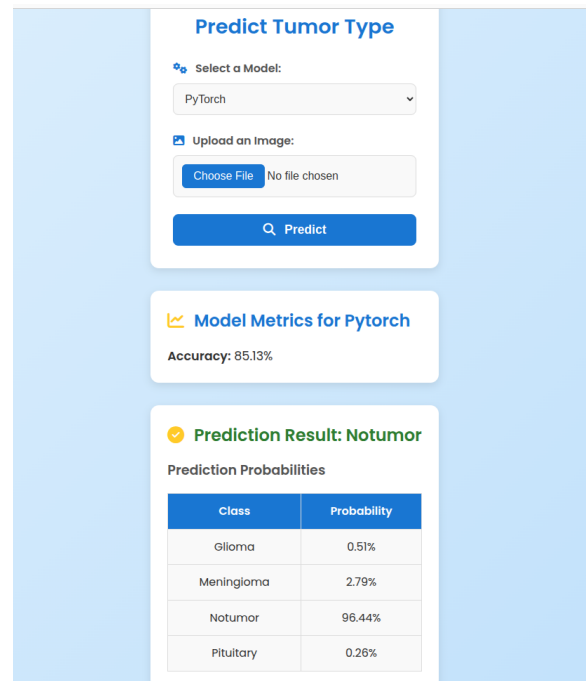 Predict Tumor Type
Select a Model:
PyTorch
Upload an Image:
Choose File No file chosen
Predict
Model Metrics for Pytorch
Accuracy: 85.13%
Prediction Result: Notumor
Prediction Probabilities
Class Probability
Glioma 0.51%
Meningioma 2.79%
Notumor 96.44%
Pituitary 0.26%